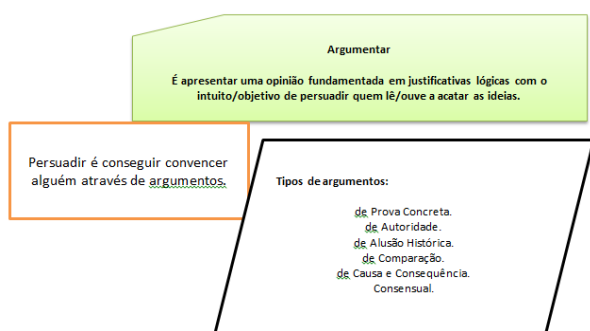 Argumentar
É apresentar uma opinião fundamentada em justificativas lógicas com o
intuito/objetivo de persuadir quem lê/ouve a acatar as ideias.
Persuadir é conseguir convencer
alguém através de argumentos.
Tipos de argumentos:
de Prova Concreta.
de Autoridade.
de Alusão Histórica.
de Comparação.
de Causa e Consequência.
Consensual.